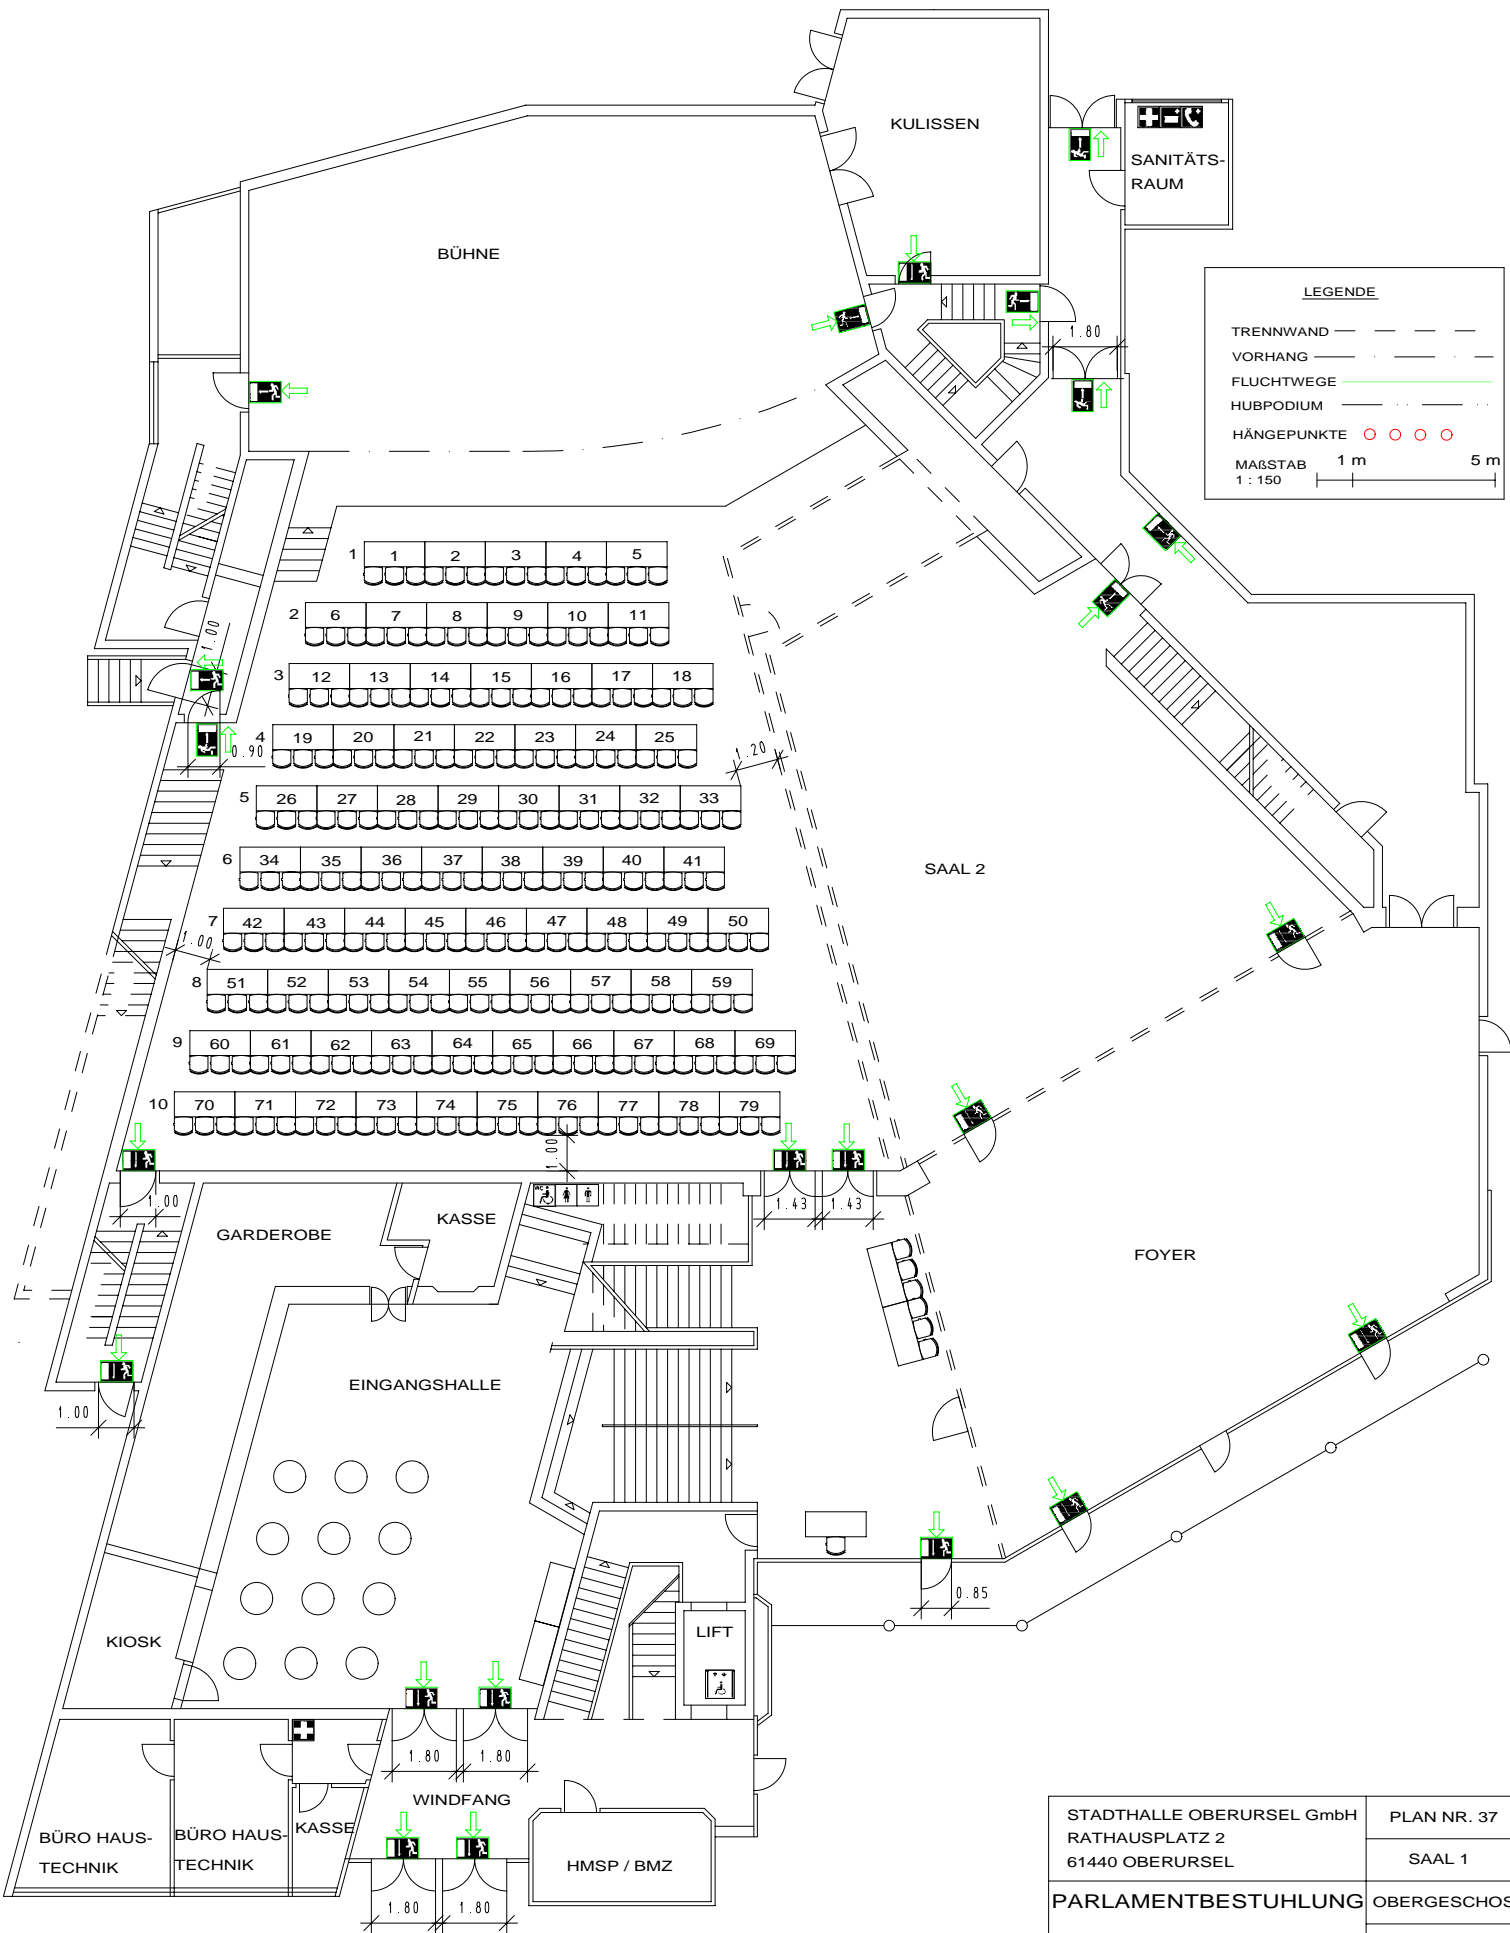 KULISSEN
SANITÄTS-
RAUM
BÜHNE
LEGENDE
TRENNWAND
VORHANG
FLUCHTWEGE
HUBPODIUM
HÄNGEPUNKTE
MAßSTAB
1 : 150
1 m 5 m
1.80
1 1 2 3 4 5
2 6 7 8 9 10 11
1.00
3 12 13 14 15 16 17 18
4 19 20 21 22 23 24 25
0.90
1.20
5 26 27 28 29 30 31 32 33
6 34 35 36 37 38 39 40 41
SAAL 2
7 42 43 44 45 46 47 48 49 50
1.00
8 51 52 53 54 55 56 57 58 59
9 60 61 62 63 64 65 66 67 68 69
10 70 71 72 73 74 75 76 77 78 79
1.00
1.00
WC
1.43 1.43
GARDEROBE
KASSE
FOYER
EINGANGSHALLE
1.00
0.85
KIOSK
LIFT
1.80 1.80
WINDFANG
BÜRO HAUS-
TECHNIK
BÜRO HAUS-
TECHNIK
KASSE
HMSP / BMZ
1.80 1.80
STADTHALLE OBERURSEL GmbH
RATHAUSPLATZ 2
61440 OBERURSEL
PLAN NR. 37
SAAL 1
PARLAMENTBESTUHLUNG
OBERGESCHOS